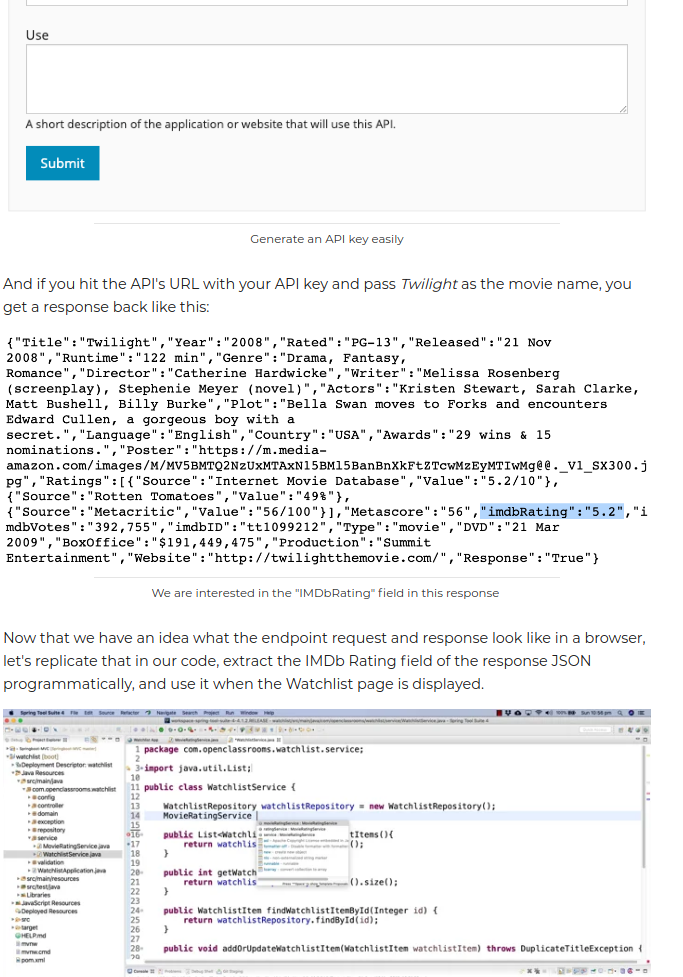 Use
A short description of the application or website that will use this API.
Submit
Generate an API key easily
And if you hit the API's URL with your API key and pass Twilight as the movie name, you
get a response back like this:
{"Title":"Twilight","Year":"2008","Rated":"PG-13","Released":"21 Nov
2008","Runtime":"122 min","Genre":"Drama, Fantasy,
Romance","Director":"Catherine Hardwicke","Writer":"Melissa Rosenberg
(screenplay), Stephenie Meyer (novel)","Actors":"Kristen Stewart, Sarah Clarke,
Matt Bushell, Billy Burke","Plot":"Bella Swan moves to Forks and encounters
Edward Cullen, a gorgeous boy with a
secret.","Language":"English","Country":"USA","Awards":"29 wins & 15
nominations.","Poster":"https://m.media-
amazon.com/images/M/MV5BMTQ2NzUxMTAxN15BMl5BanBnXkFtZTcwMzEyMTIwMg@@._V1_SX300.j
pg","Ratings":[{"Source":"Internet Movie Database","Value":"5.2/10"},
{"Source":"Rotten Tomatoes","Value":"49%"},
{"Source":"Metacritic","Value":"56/100"}],"Metascore":"56","imdbRating":"5.2","i
mdbVotes":"392,755","imdbID":"tt1099212","Type":"movie","DVD":"21 Mar
2009","BoxOffice":"$191,449,475","Production":"Summit
Entertainment","Website":"http://twilightthemovie.com/","Response":"True"}
We are interested in the "IMDbRating" field in this response
Now that we have an idea what the endpoint request and response look like in a browser,
let's replicate that in our code, extract the IMDb Rating field of the response JSON
programmatically, and use it when the Watchlist page is displayed.
Spring Tool Suite 4 File Edit Source Refactor Navigate Search Project Run Window Help
Project Explorer
watchlist [boot]
Deployment Descriptor: watchlist
Java Resources
src/main/java
com.openclassrooms.watchlist
config
controller
domain
exception
repository
service
MovieRatingService.java
WatchlistService.java
validation
WatchlistApplication.java
src/main/resources
src/test/java
Libraries
JavaScript Resources
Deployed Resources
src
target
HELP.md
mvnw
mvnw.cmd
pom.xml
1 package com.openclassrooms.watchlist.service;
2
3 import java.util.List;
10
11 public class WatchlistService {
12
13 WatchlistRepository watchlistRepository = new WatchlistRepository();
14 MovieRatingService
15
16 public List<Watchli tItems(){
17 return watchlis
18 }
19
20 public int getWatch
21 return watchlis ().size();
22 }
23
24 public WatchlistItem findWatchlistItemById(Integer id) {
25 return watchlistRepository.findById(id);
26 }
27
28 public void addOrUpdateWatchlistItem(WatchlistItem watchlistItem) throws DuplicateTitleException {
29
Console